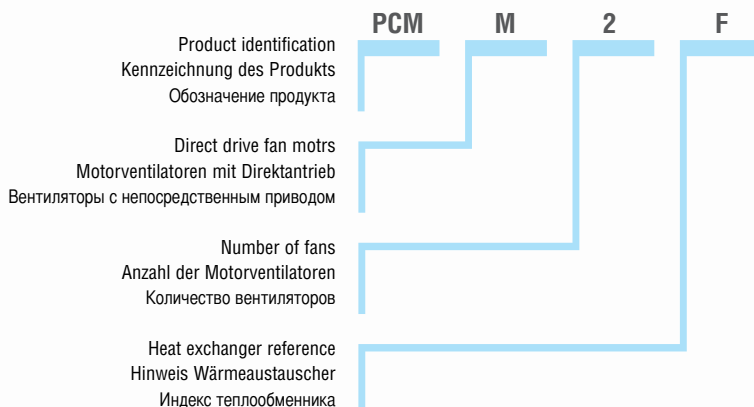 PCM M 2 F
Product identification
Kennzeichnung des Produkts
Обозначение продукта
Direct drive fan motrs
Motorventilatoren mit Direktantrieb
Вентиляторы с непосредственным приводом
Number of fans
Anzahl der Motorventilatoren
Количество вентиляторов
Heat exchanger reference
Hinweis Wärmeaustauscher
Индекс теплообменника